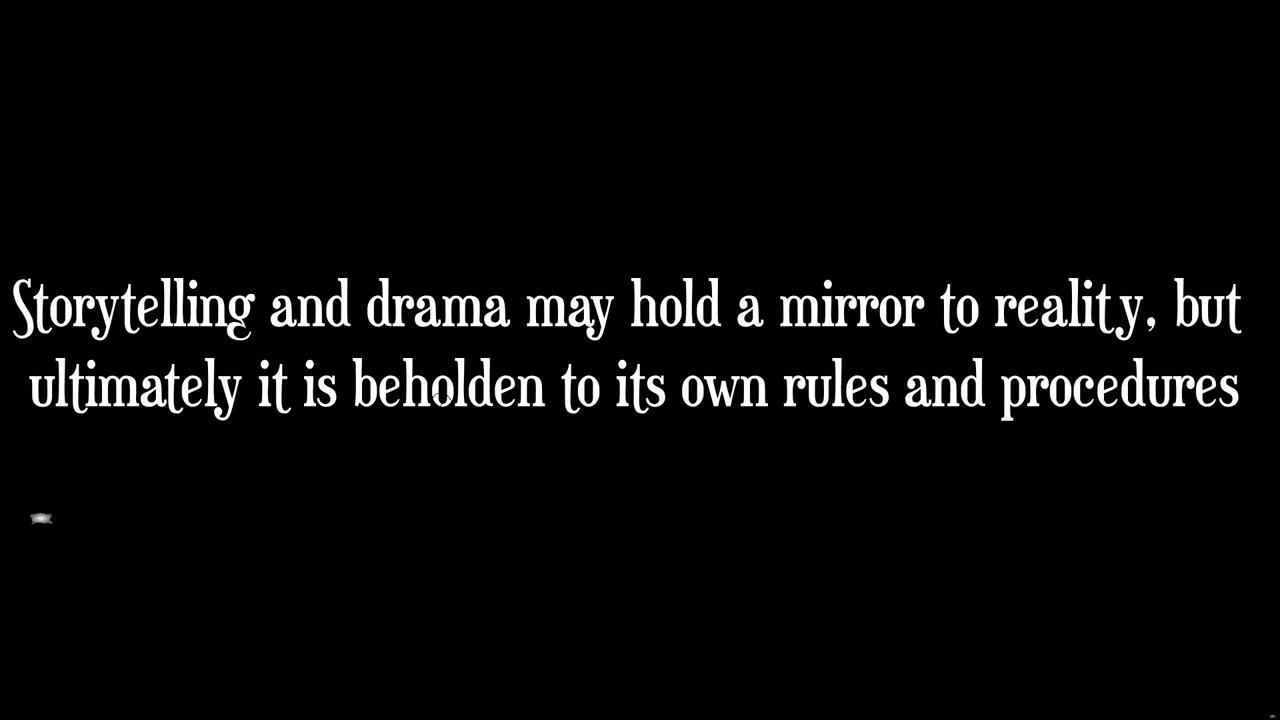 Storytelling and drama may hold a mirror to reality, but
ultimately it is beholden to its own rules and procedures